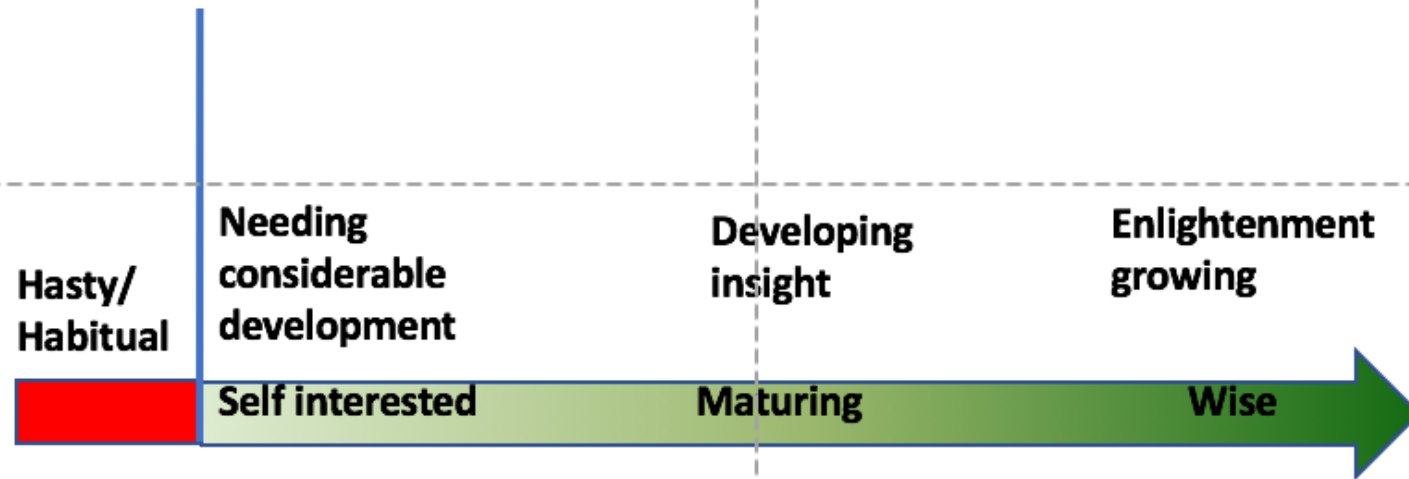 Hasty/
Habitual
Needing
considerable
development
Developing
insight
Enlightenment
growing
Self interested
Maturing
Wise